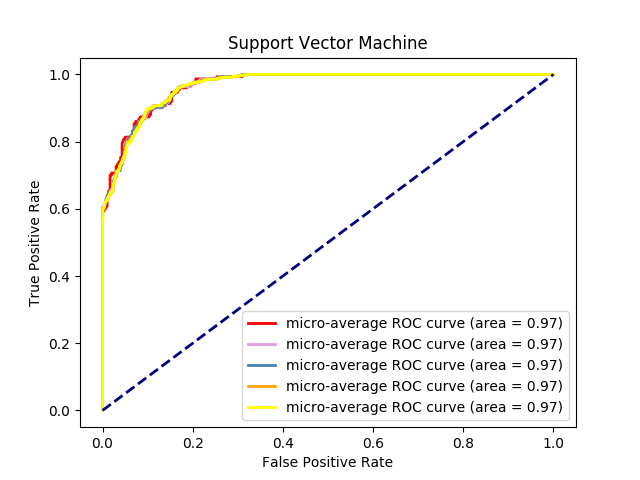 Support Vector Machine
True Positive Rate
1.0
0.8
0.6
0.4
0.2
0.0
micro-average ROC curve (area = 0.97)
micro-average ROC curve (area = 0.97)
micro-average ROC curve (area = 0.97)
micro-average ROC curve (area = 0.97)
micro-average ROC curve (area = 0.97)
0.0 0.2 0.4 0.6 0.8 1.0
False Positive Rate